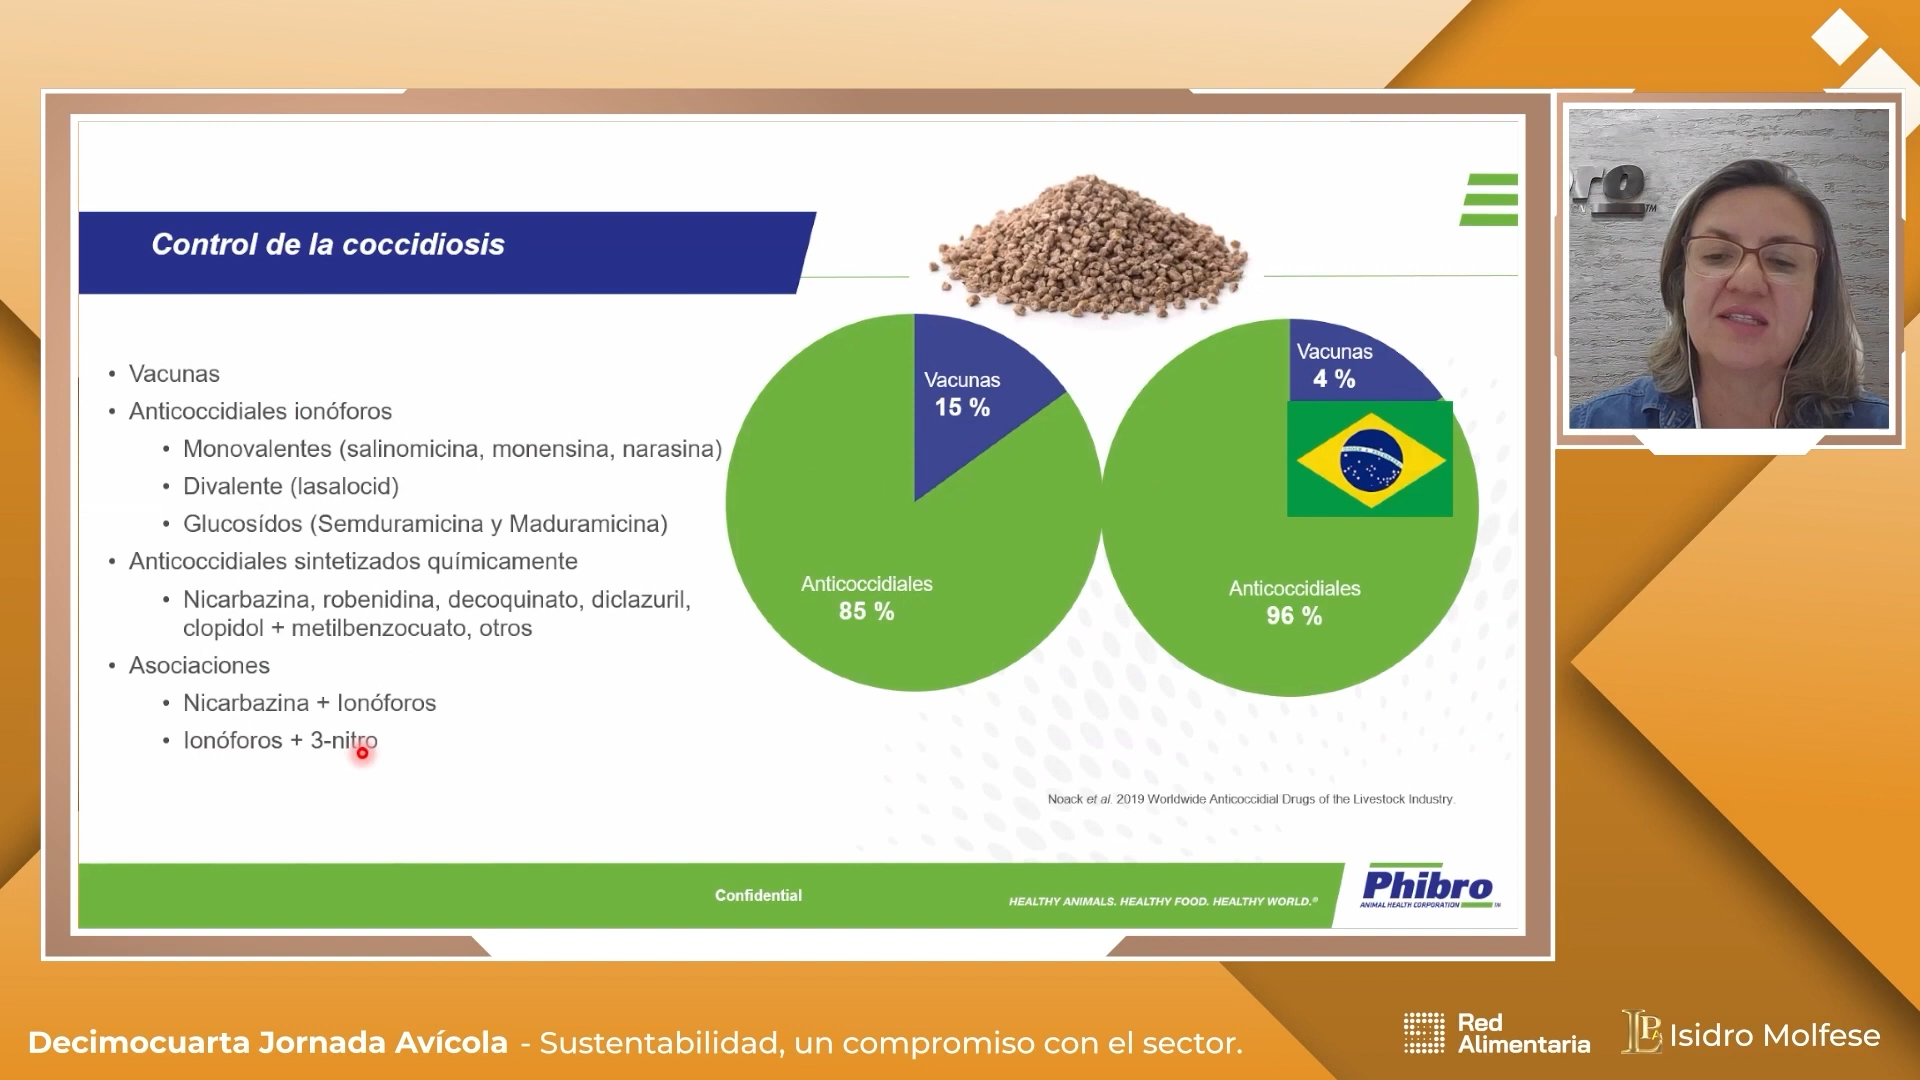 Control de la coccidiosis
• Vacunas
• Anticoccidiales ionóforos
• Monovalentes (salinomicina, monensina, narasina)
• Divalente (lasalocid)
• Glucosídos (Semduramicina y Maduramicina)
• Anticoccidiales sintetizados químicamente
• Nicarbazina, robenidina, decoquinato, diclazuril,
clopidol + metilbenzocuato, otros
• Asociaciones
• Nicarbazina + Ionóforos
• Ionóforos + 3-nitro
Vacunas
15 %
Anticoccidiales
85 %
Vacunas
4 %
Anticoccidiales
96 %
Noack et al. 2019 Worldwide Anticoccidial Drugs of the Livestock Industry.
Confidential
HEALTHY ANIMALS. HEALTHY FOOD. HEALTHY WORLD.®
Phibro
ANIMAL HEALTH CORPORATION TM
ro
TM
Decimocuarta Jornada Avícola - Sustentabilidad, un compromiso con el sector.
Red
Alimentaria
Isidro Molfese